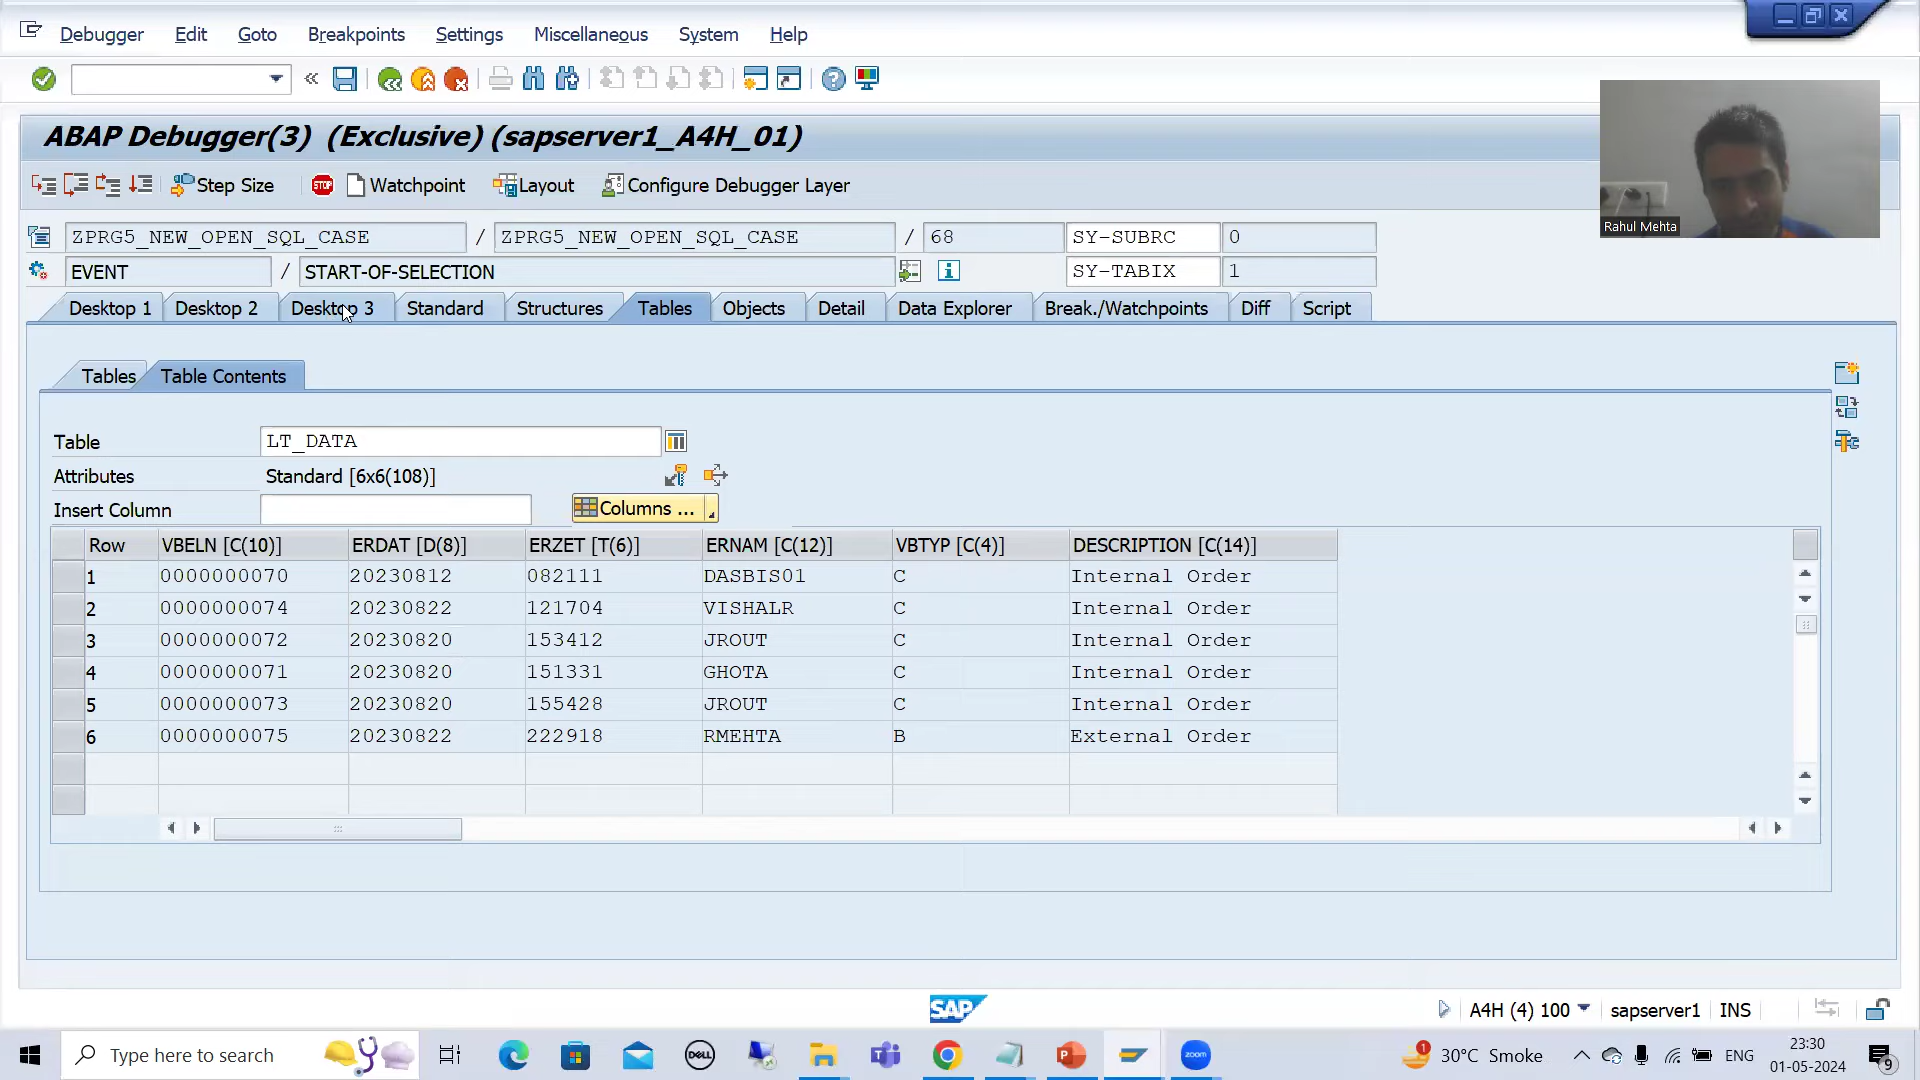 Debugger Edit Goto Breakpoints Settings Miscellaneous System Help
ABAP Debugger(3) (Exclusive) (sapserver1_A4H_01)
Step Size STOP Watchpoint Layout Configure Debugger Layer
Rahul Mehta
ZPRG5_NEW_OPEN_SQL_CASE / ZPRG5_NEW_OPEN_SQL_CASE / 68 SY-SUBRC 0
EVENT / START-OF-SELECTION SY-TABIX 1
Desktop 1 Desktop 2 Desktop 3 Standard Structures Tables Objects Detail Data Explorer Break./Watchpoints Diff Script
Tables Table Contents
Table LT_DATA
Attributes Standard [6x6(108)]
Insert Column Columns ...
Row VBELN [C(10)] ERDAT [D(8)] ERZET [T(6)] ERNAM [C(12)] VBTYP [C(4)] DESCRIPTION [C(14)]
1 0000000070 20230812 082111 DASBIS01 C Internal Order
2 0000000074 20230822 121704 VISHALR C Internal Order
3 0000000072 20230820 153412 JROUT C Internal Order
4 0000000071 20230820 151331 GHOTA C Internal Order
5 0000000073 20230820 155428 JROUT C Internal Order
6 0000000075 20230822 222918 RMEHTA B External Order
SAP A4H (4) 100 sapserver1 INS
Type here to search DELL zoom 1 30°C Smoke ENG 23:30
01-05-2024 9